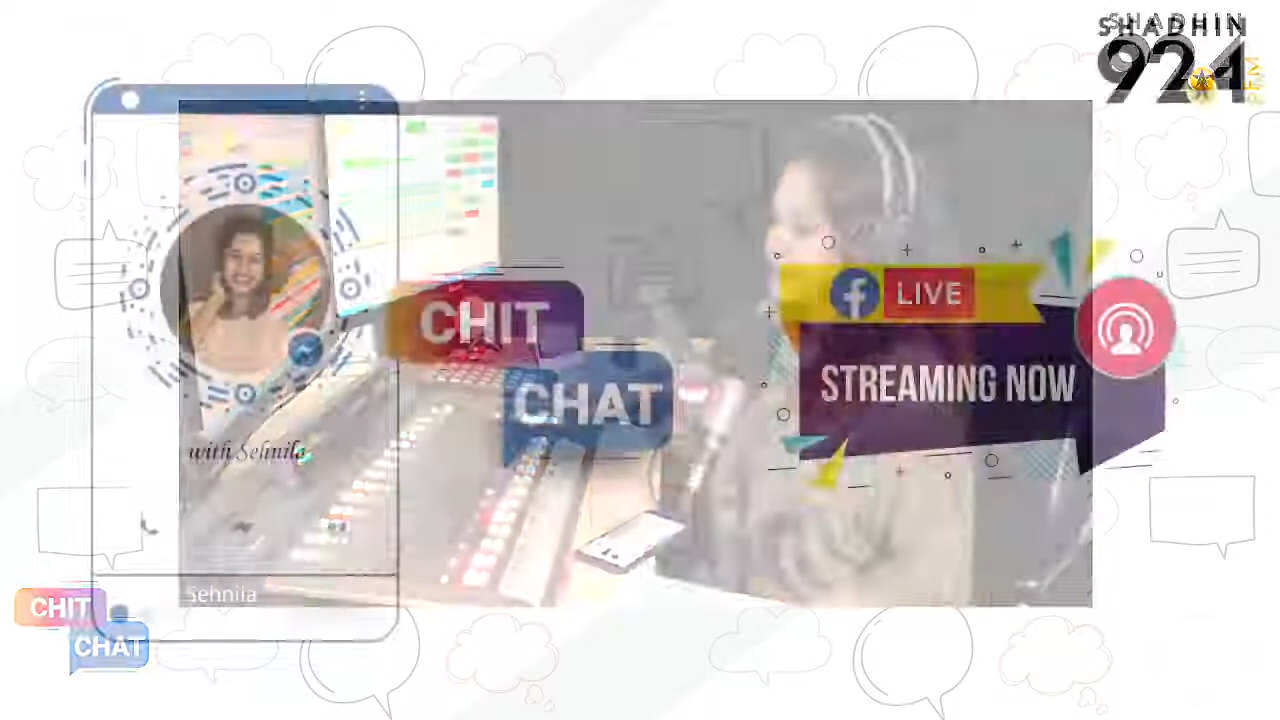 SHADHIN
92.4
FM
CHIT
CHAT
LIVE
STREAMING NOW
with Sehnila
Sehnila
CHIT
CHAT